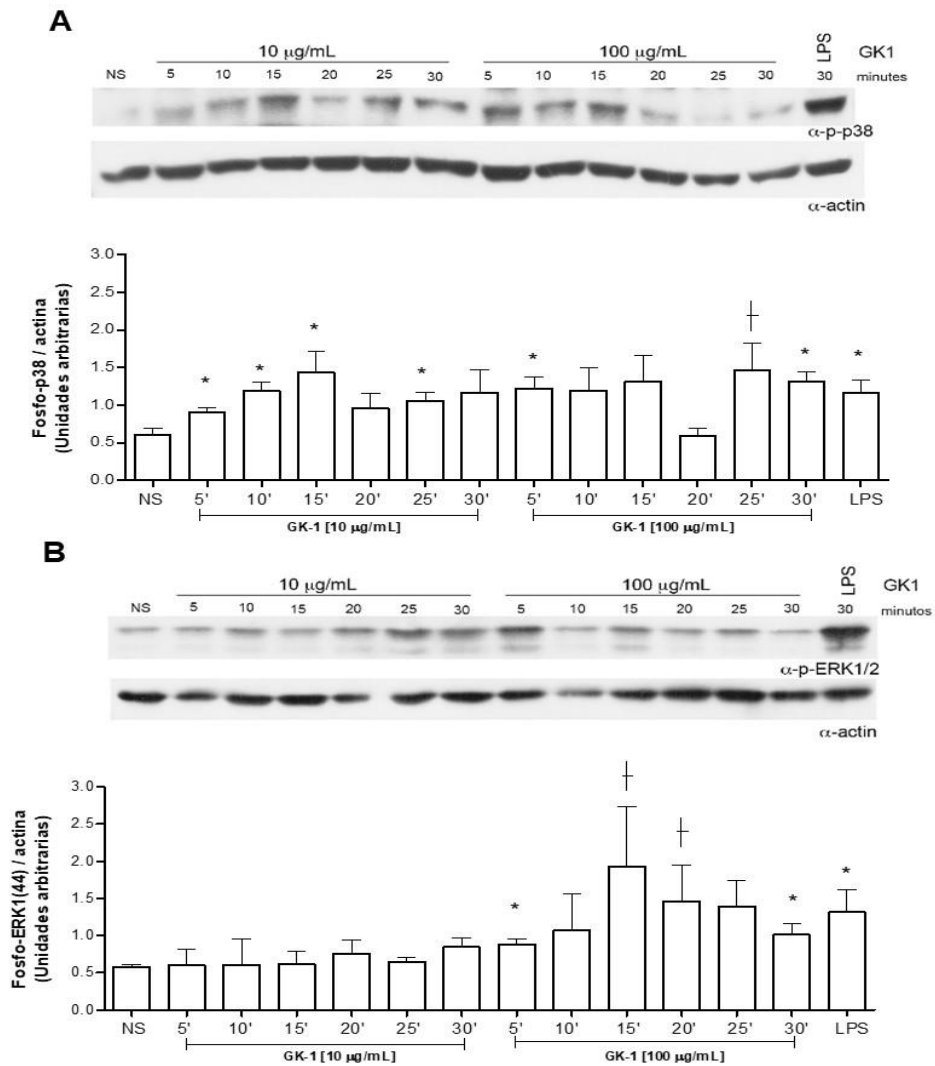 A
10 μg/mL
100 μg/mL
LPS
GK1
NS 5 10 15 20 25 30 5 10 15 20 25 30 30 minutes
α-p-p38
α-actin
Fosfo-p38 / actina
(Unidades arbitrarias)
3.0
2.5
2.0
1.5
1.0
0.5
0.0
* * * * * ┼ * *
NS 5' 10' 15' 20' 25' 30' 5' 10' 15' 20' 25' 30' LPS
GK-1 [10 μg/mL]
GK-1 [100 μg/mL]
B
10 μg/mL
100 μg/mL
LPS
GK1
NS 5 10 15 20 25 30 5 10 15 20 25 30 30 minutos
α-p-ERK1/2
α-actin
Fosfo-ERK1(44) / actina
(Unidades arbitrarias)
3.0
2.5
2.0
1.5
1.0
0.5
0.0
* ┼ ┼ * *
NS 5' 10' 15' 20' 25' 30' 5' 10' 15' 20' 25' 30' LPS
GK-1 [10 μg/mL]
GK-1 [100 μg/mL]